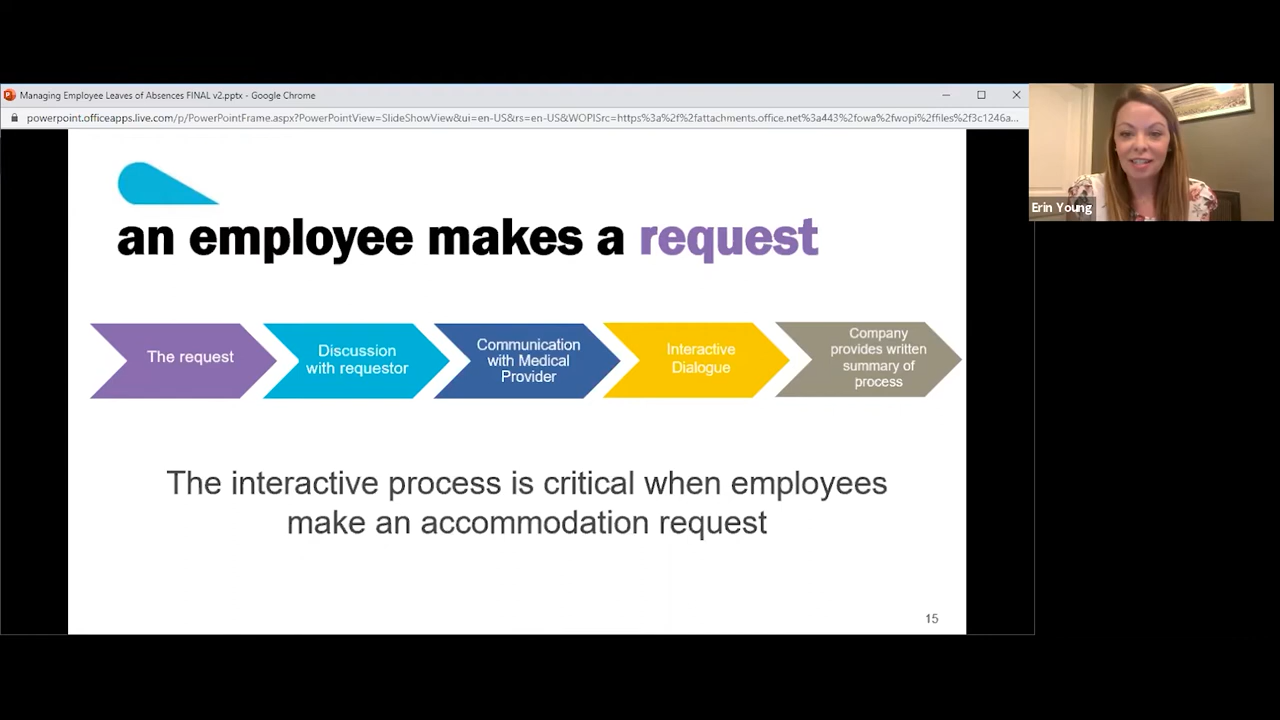 Managing Employee Leaves of Absences FINAL v2.pptx - Google Chrome
powerpoint.officeapps.live.com/p/PowerPointFrame.aspx?PowerPointView=SlideShowView&ui=en-US&rs=en-US&WOPISrc=https%3a%2f%2fattachments.office.net%3a443%2fowa%2fwopi%2ffiles%2f3c1246a...
Erin Young
an employee makes a request
The request
Discussion
with requestor
Communication
with Medical
Provider
Interactive
Dialogue
Company
provides written
summary of
process
The interactive process is critical when employees
make an accommodation request
15